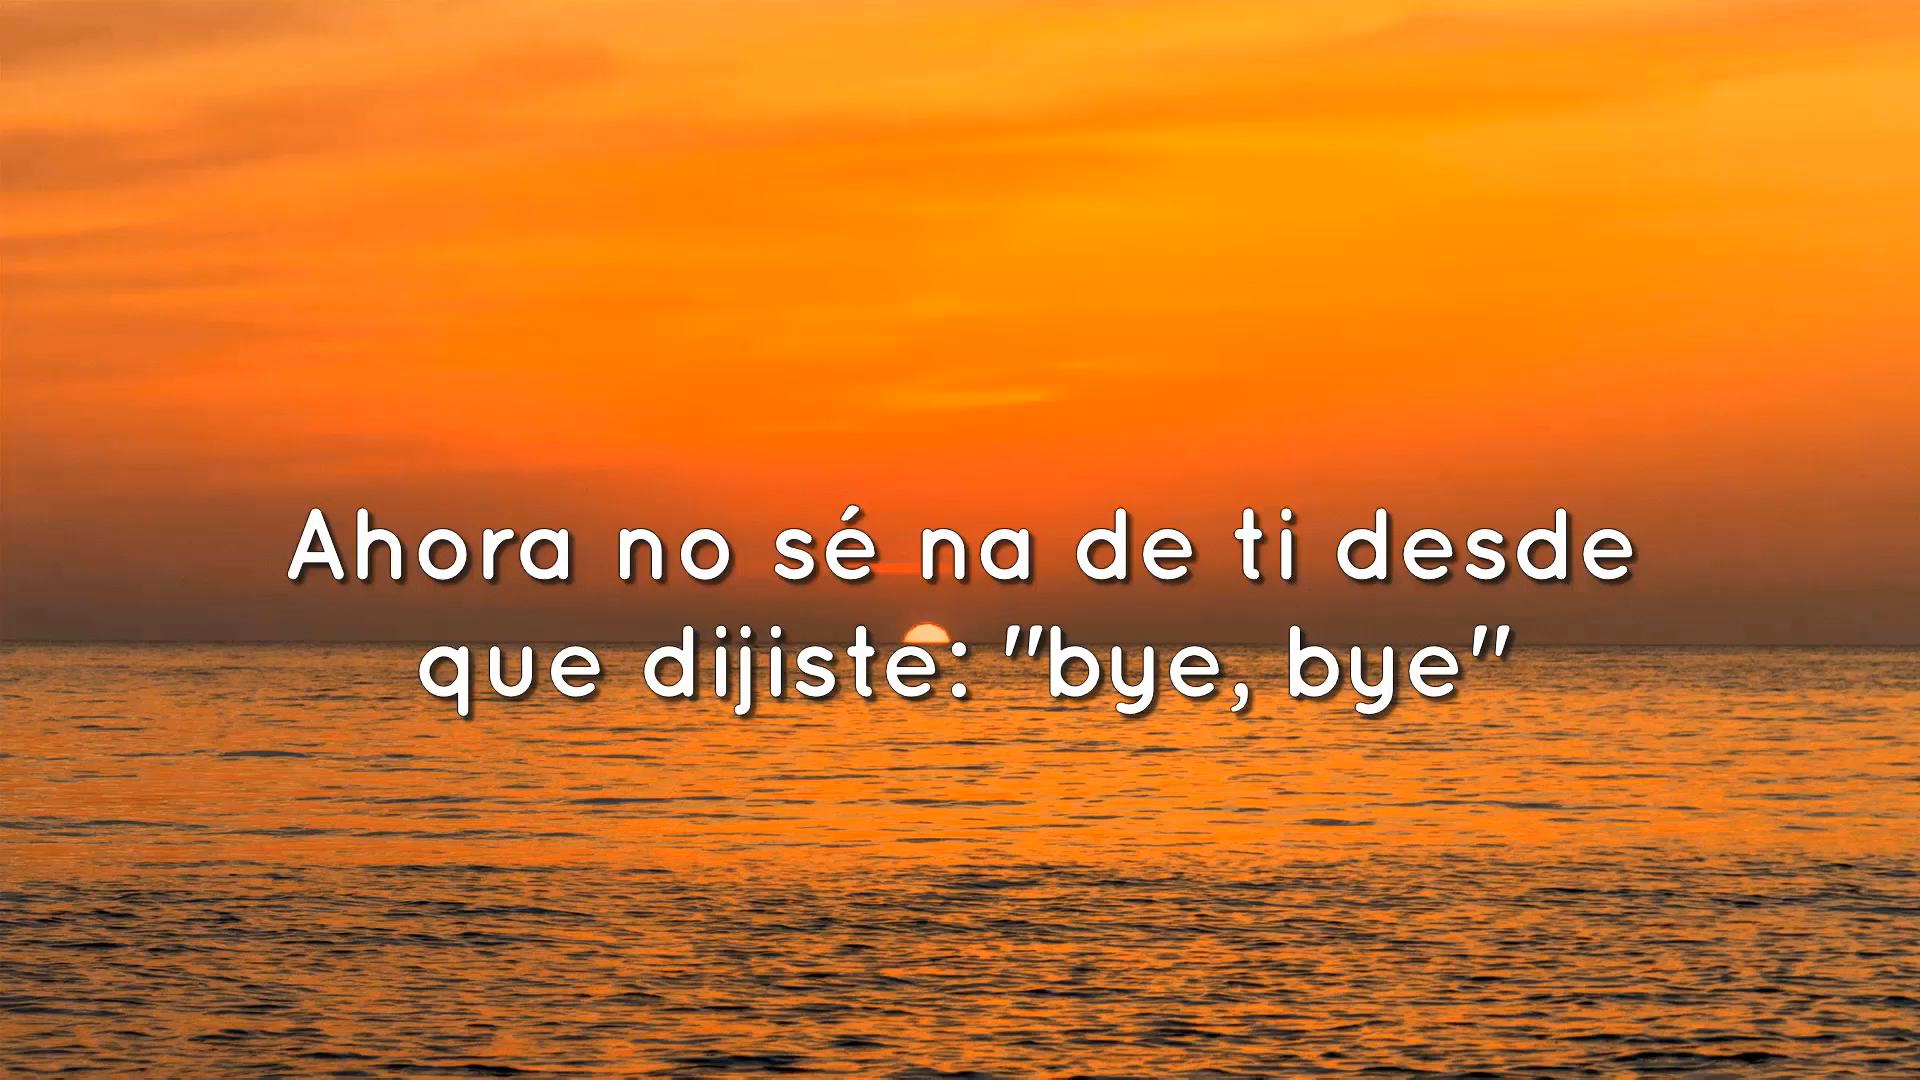 Ahora no sé na de ti desde
que dijiste: "bye, bye"